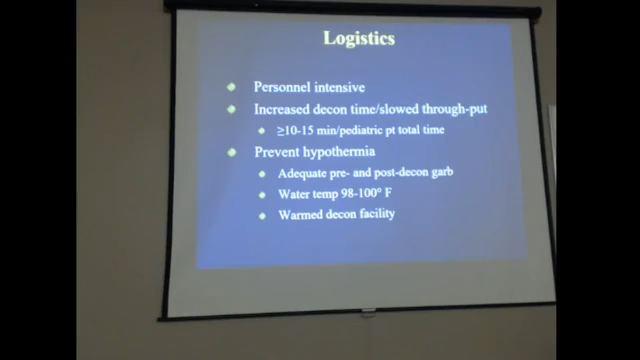 Logistics
Personnel intensive
Increased decon time/slowed through-put
≥10-15 min/pediatric pt total time
Prevent hypothermia
Adequate pre- and post-decon garb
Water temp 98-100° F
Warmed decon facility